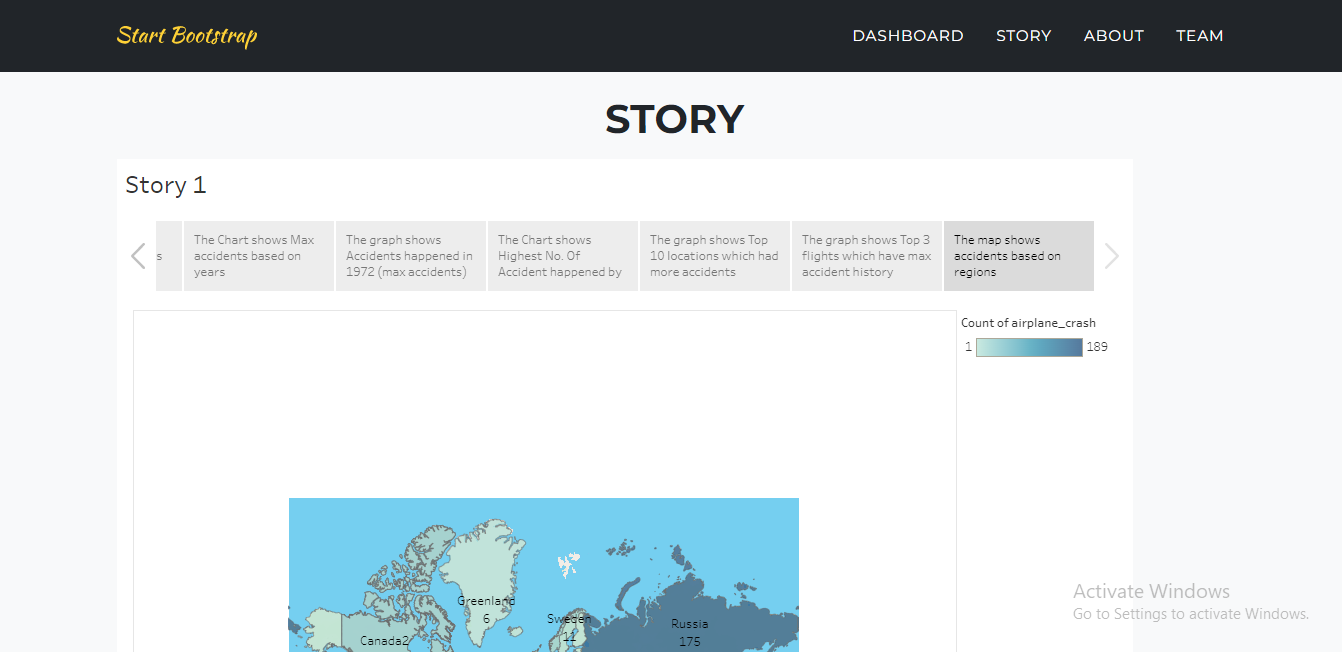 Start Bootstrap
DASHBOARD
STORY
ABOUT
TEAM
STORY
Story 1
s
The Chart shows Max
accidents based on
years
The graph shows
Accidents happened in
1972 (max accidents)
The Chart shows
Highest No. Of
Accident happened by
The graph shows Top
10 locations which had
more accidents
The graph shows Top 3
flights which have max
accident history
The map shows
accidents based on
regions
Count of airplane_crash
1
189
Greenland
6
Sweden
11
Russia
175
Canada2
Activate Windows
Go to Settings to activate Windows.